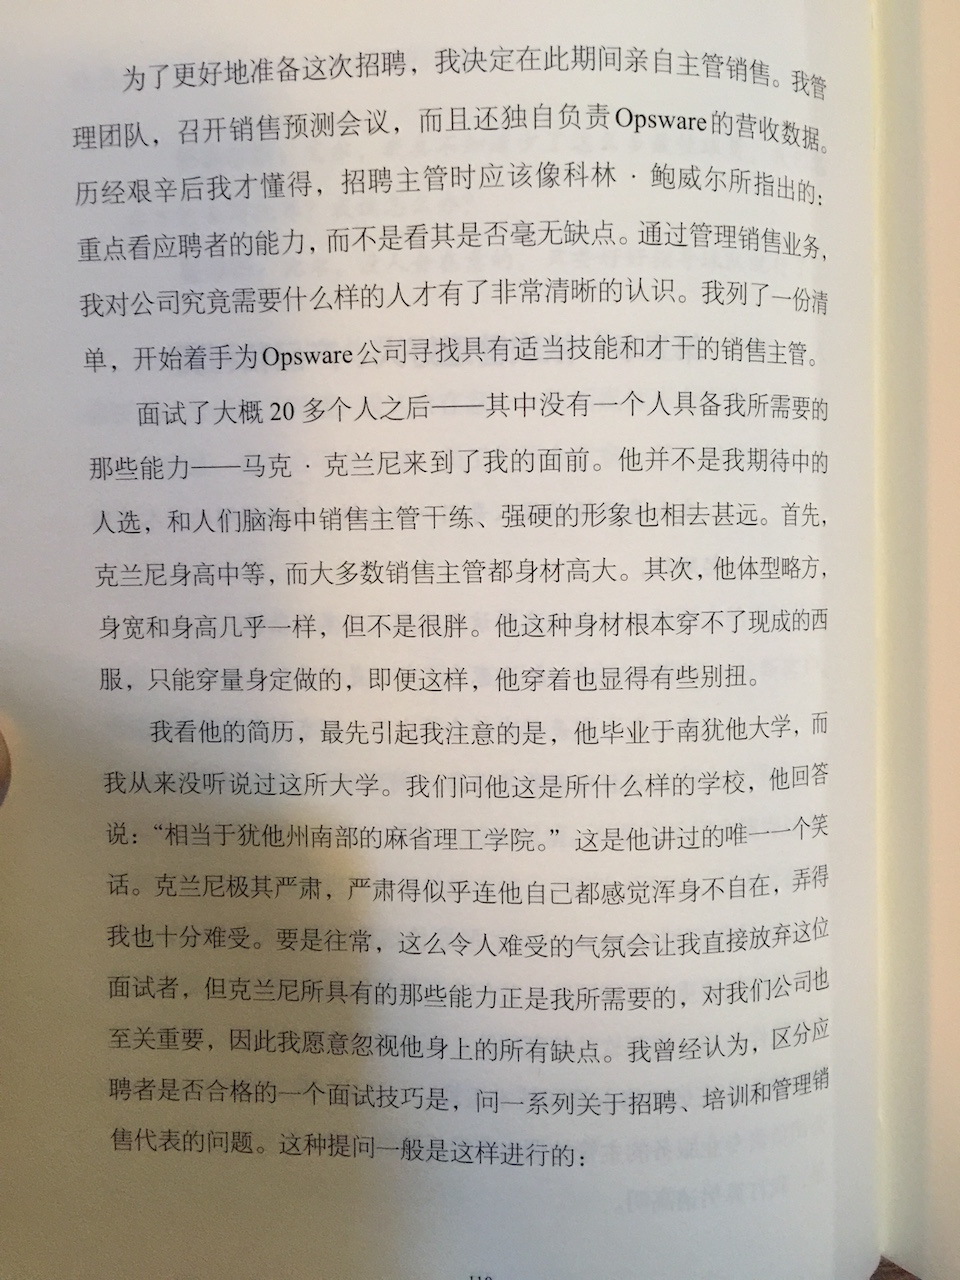 为了更好地准备这次招聘，我决定在此期间亲自主管销售。我管
理团队，召开销售预测会议，而且还独自负责Opsware的营收数据。
历经艰辛后我才懂得，招聘主管时应该像科林·鲍威尔所指出的：
重点看应聘者的能力，而不是看其是否毫无缺点。通过管理销售业务，
我对公司究竟需要什么样的人才有了非常清晰的认识。我列了一份清
单，开始着手为Opsware公司寻找具有适当技能和才干的销售主管。
面试了大概20多个人之后——其中没有一个人具备我所需要的
那些能力——马克·克兰尼来到了我的面前。他并不是我期待中的
人选，和人们脑海中销售主管干练、强硬的形象也相去甚远。首先，
克兰尼身高中等，而大多数销售主管都身材高大。其次，他体型略方，
身宽和身高几乎一样，但不是很胖。他这种身材根本穿不了现成的西
服，只能穿量身定做的，即便这样，他穿着也显得有些别扭。
我看他的简历，最先引起我注意的是，他毕业于南犹他大学，而
我从来没听说过这所大学。我们问他这是所什么样的学校，他回答
说：“相当于犹他州南部的麻省理工学院。”这是他讲过的唯一一个笑
话。克兰尼极其严肃，严肃得似乎连他自己都感觉浑身不自在，弄得
我也十分难受。要是往常，这么令人难受的气氛会让我直接放弃这位
面试者，但克兰尼所具有的那些能力正是我所需要的，对我们公司也
至关重要，因此我愿意忽视他身上的所有缺点。我曾经认为，区分应
聘者是否合格的一个面试技巧是，问一系列关于招聘、培训和管理销
售代表的问题。这种提问一般是这样进行的：